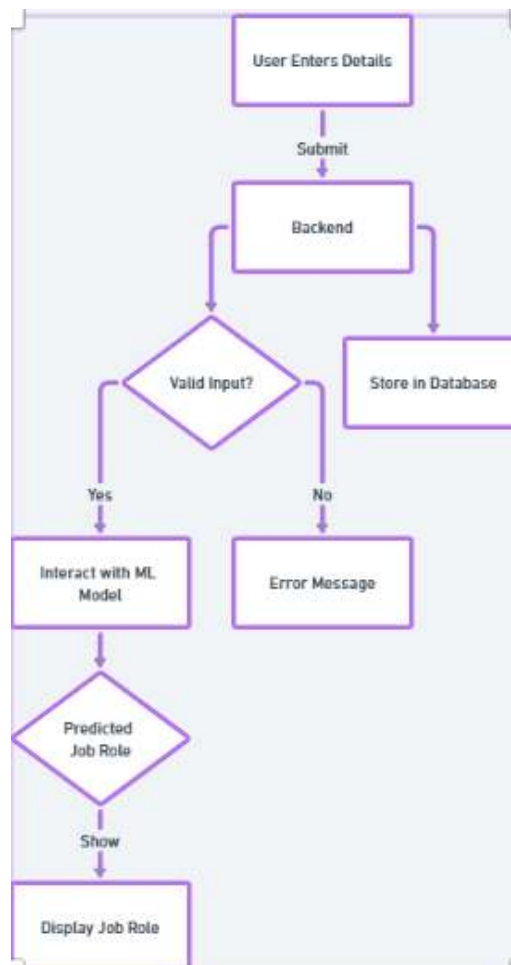 User Enters Details
Submit
Backend
Valid Input?
Store in Database
Yes
No
Interact with ML
Model
Error Message
Predicted
Job Role
Show
Display Job Role